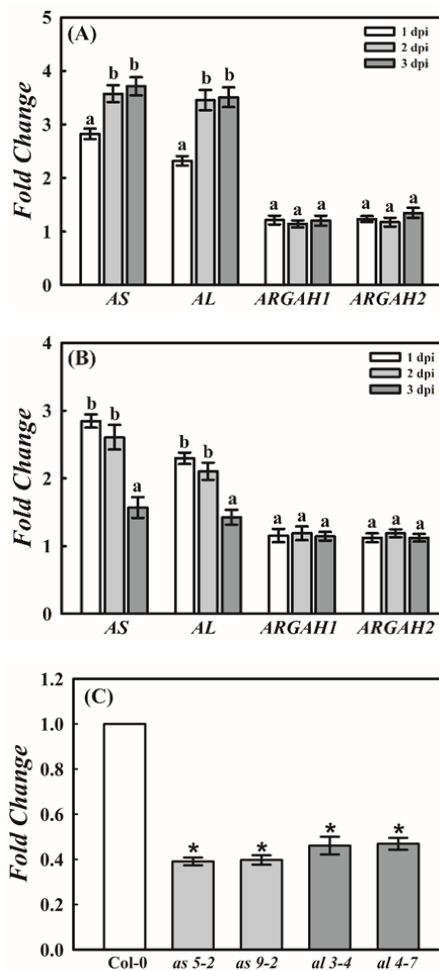 (A)
1 dpi
2 dpi
3 dpi
Fold Change
5
4
3
2
1
0
a b b a b b a a a a a a
AS AL ARGAH1 ARGAH2
(B)
1 dpi
2 dpi
3 dpi
Fold Change
4
3
2
1
0
b b a b b a a a a a a a
AS AL ARGAH1 ARGAH2
(C)
Fold Change
1.2
1.0
0.8
0.6
0.4
0.2
0.0
* * * *
Col-0 as 5-2 as 9-2 al 3-4 al 4-7